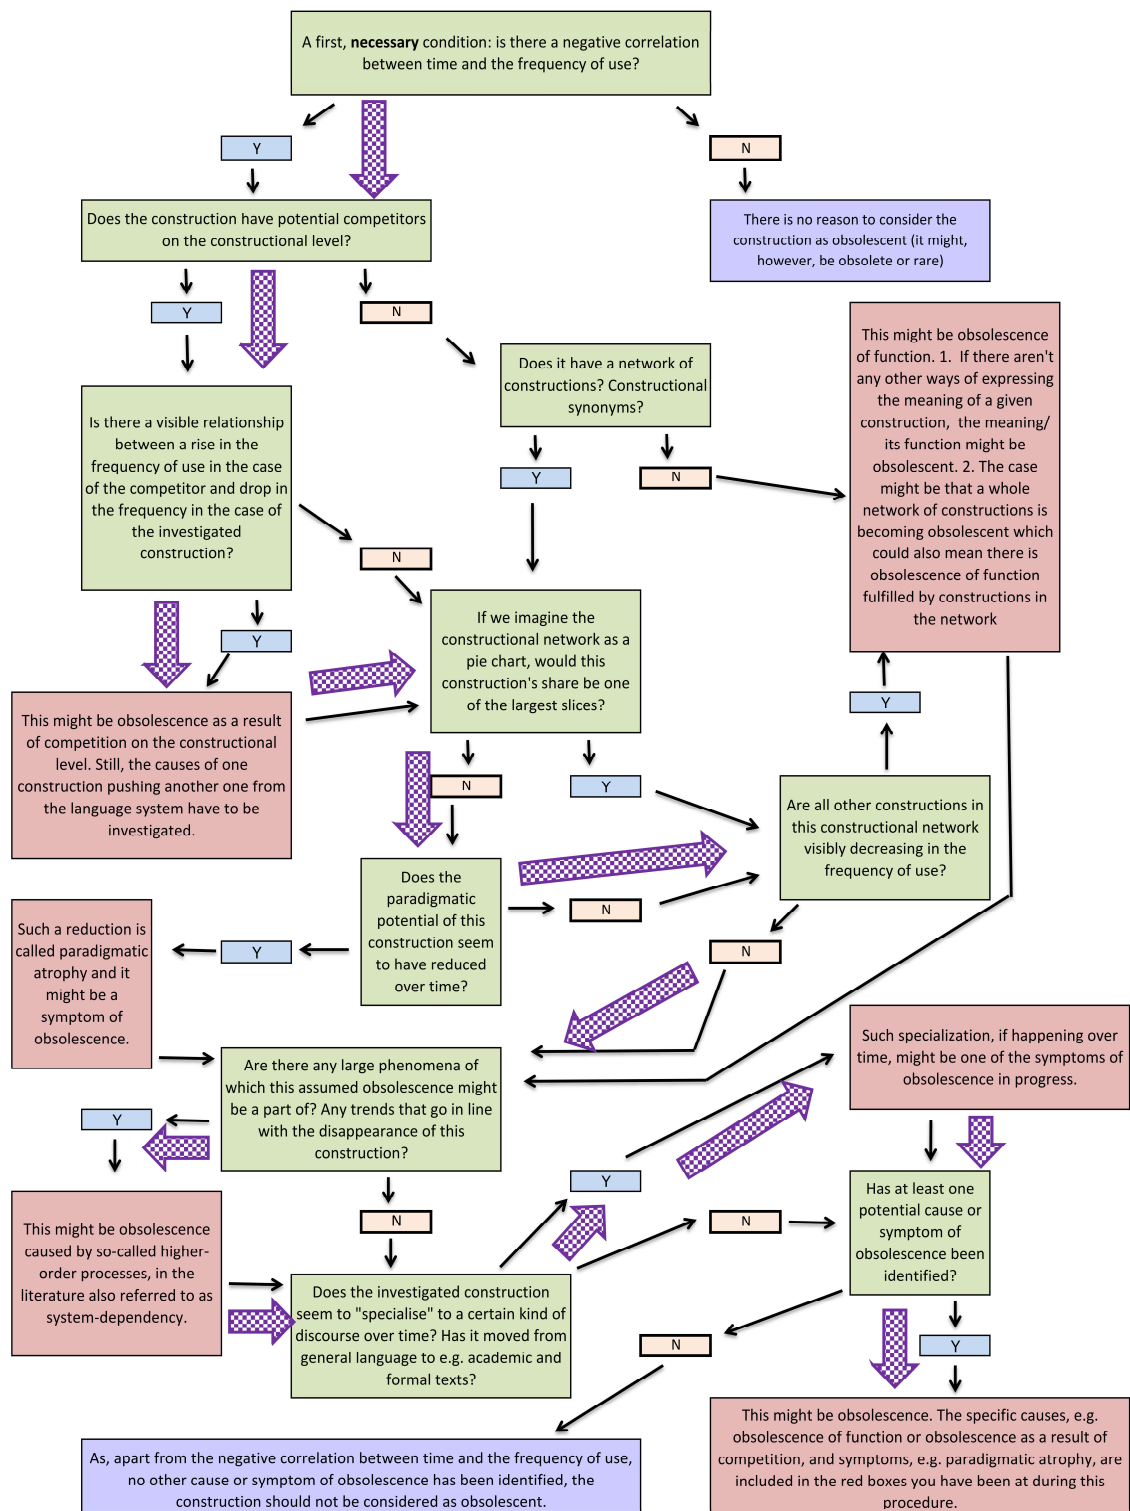 A first, necessary condition: is there a negative correlation
between time and the frequency of use?
Y
N
Does the construction have potential competitors
on the constructional level?
There is no reason to consider the
construction as obsolescent (it might,
however, be obsolete or rare)
Y
N
Does it have a network of
constructions? Constructional
synonyms?
This might be obsolescence
of function. 1. If there aren't
any other ways of expressing
the meaning of a given
construction, the meaning/
its function might be
obsolescent. 2. The case
might be that a whole
network of constructions is
becoming obsolescent which
could also mean there is
obsolescence of function
fulfilled by constructions in
the network
Is there a visible relationship
between a rise in the
frequency of use in the case
of the competitor and drop in
the frequency in the case of
the investigated
construction?
Y
N
N
Y
If we imagine the
constructional network as a
pie chart, would this
construction's share be one
of the largest slices?
This might be obsolescence as a result
of competition on the constructional
level. Still, the causes of one
construction pushing another one from
the language system have to be
investigated.
Y
N
Y
Are all other constructions in
this constructional network
visibly decreasing in the
frequency of use?
Does the
paradigmatic
potential of this
construction seem
to have reduced
over time?
N
Y
N
Such a reduction is
called paradigmatic
atrophy and it
might be a
symptom of
obsolescence.
Are there any large phenomena of
which this assumed obsolescence might
be a part of? Any trends that go in line
with the disappearance of this
construction?
Such specialization, if happening over
time, might be one of the symptoms of
obsolescence in progress.
Y
Y
N
N
This might be obsolescence
caused by so-called higher-
order processes, in the
literature also referred to as
system-dependency.
Has at least one
potential cause or
symptom of
obsolescence been
identified?
Does the investigated construction
seem to "specialise" to a certain kind of
discourse over time? Has it moved from
general language to e.g. academic and
formal texts?
N
Y
As, apart from the negative correlation between time and the frequency of use,
no other cause or symptom of obsolescence has been identified, the
construction should not be considered as obsolescent.
This might be obsolescence. The specific causes, e.g.
obsolescence of function or obsolescence as a result of
competition, and symptoms, e.g. paradigmatic atrophy, are
included in the red boxes you have been at during this
procedure.